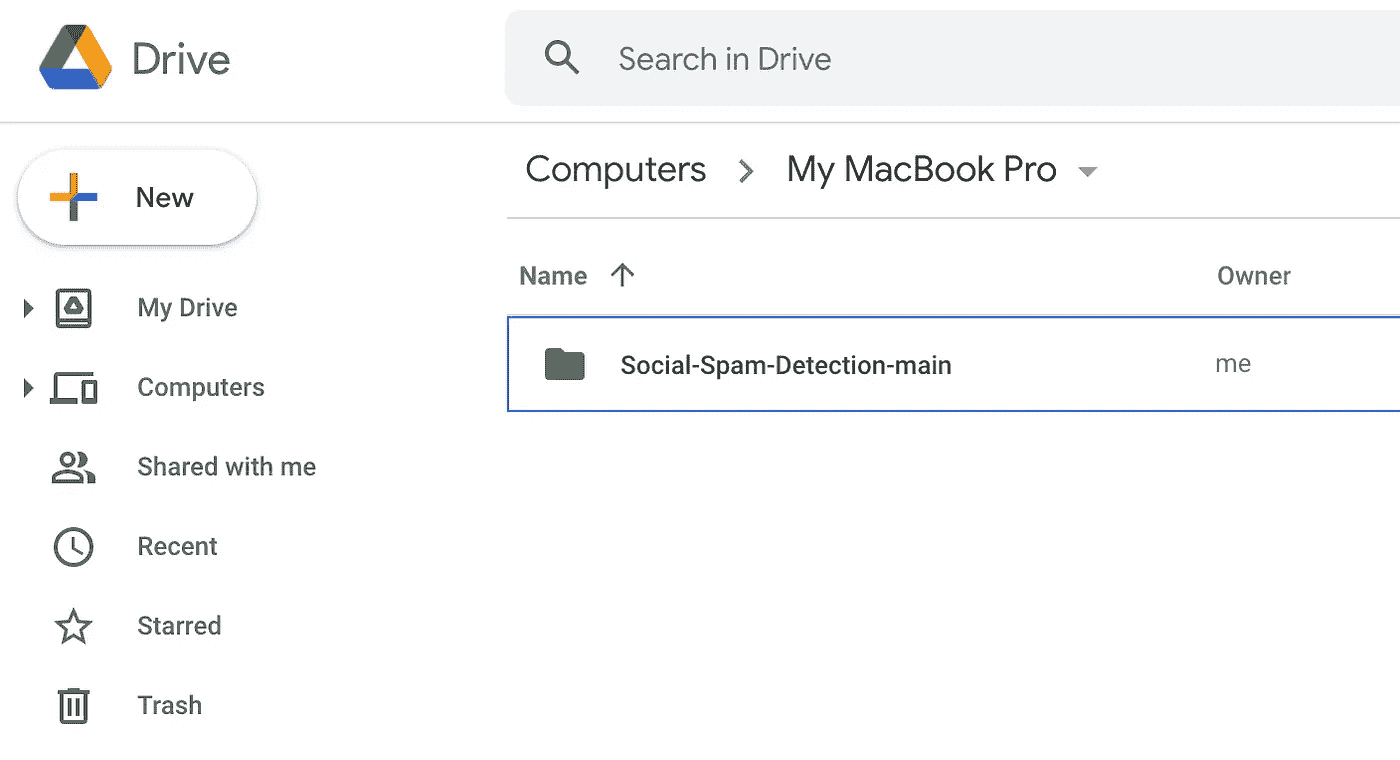 Drive
Search in Drive
New
My Drive
Computers
Shared with me
Recent
Starred
Trash
Computers My MacBook Pro
Name Owner
Social-Spam-Detection-main me